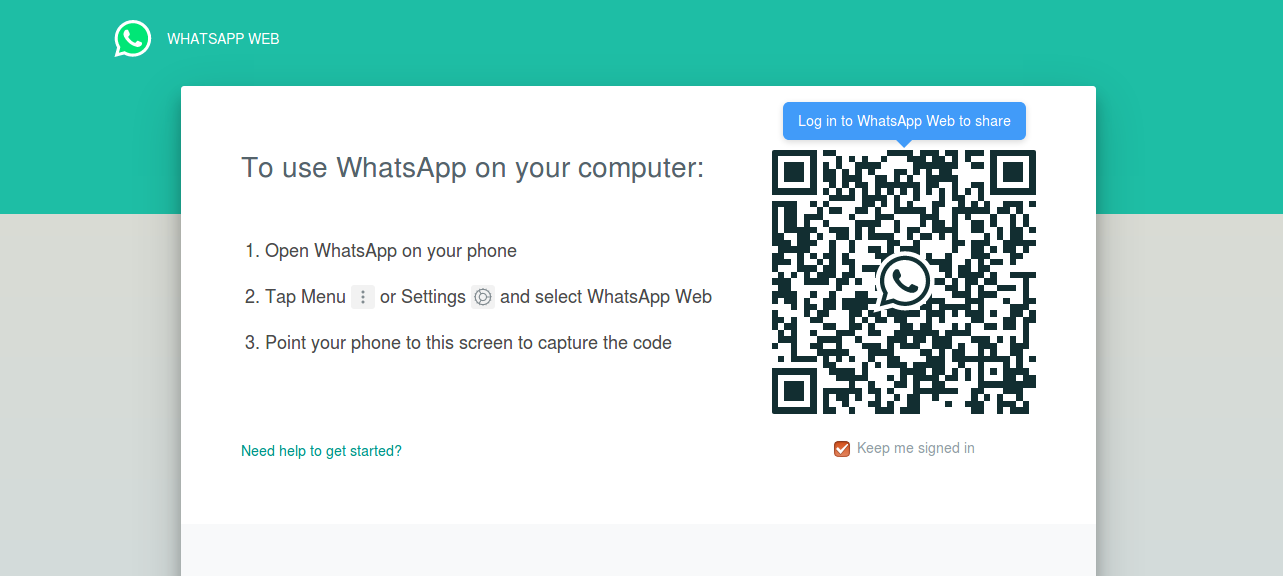 WHATSAPP WEB
Log in to WhatsApp Web to share
To use WhatsApp on your computer:
1. Open WhatsApp on your phone
2. Tap Menu or Settings and select WhatsApp Web
3. Point your phone to this screen to capture the code
Need help to get started?
Keep me signed in